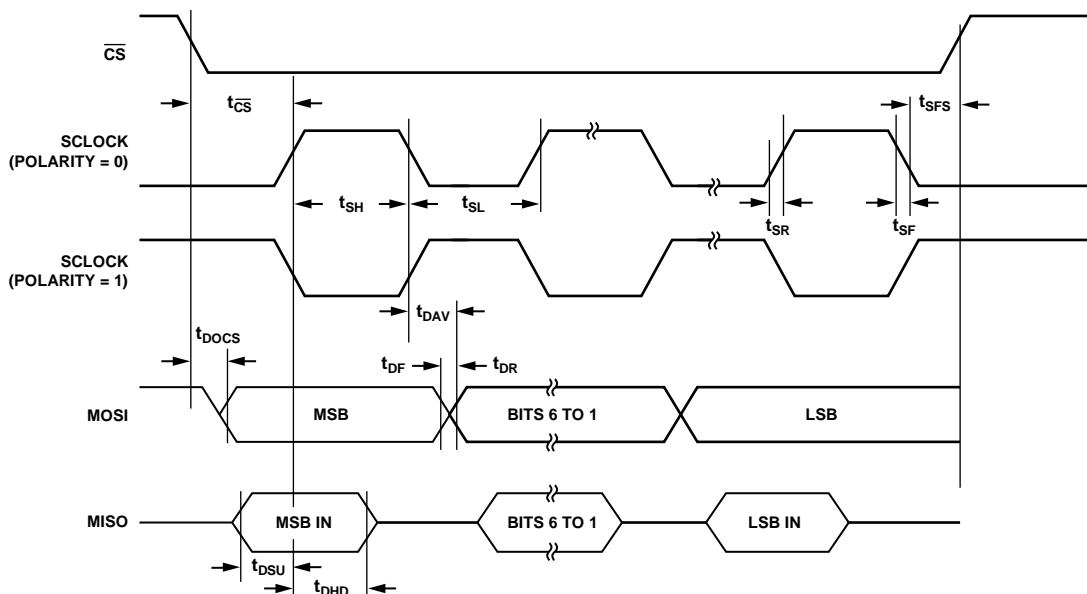 CS
tCS
tSFS
SCLOCK
(POLARITY = 0)
tSH
tSL
tSR
tSF
SCLOCK
(POLARITY = 1)
tDAV
tDOCS
tDF
tDR
MOSI
MSB
BITS 6 TO 1
LSB
MISO
MSB IN
BITS 6 TO 1
LSB IN
tDSU
tDHD